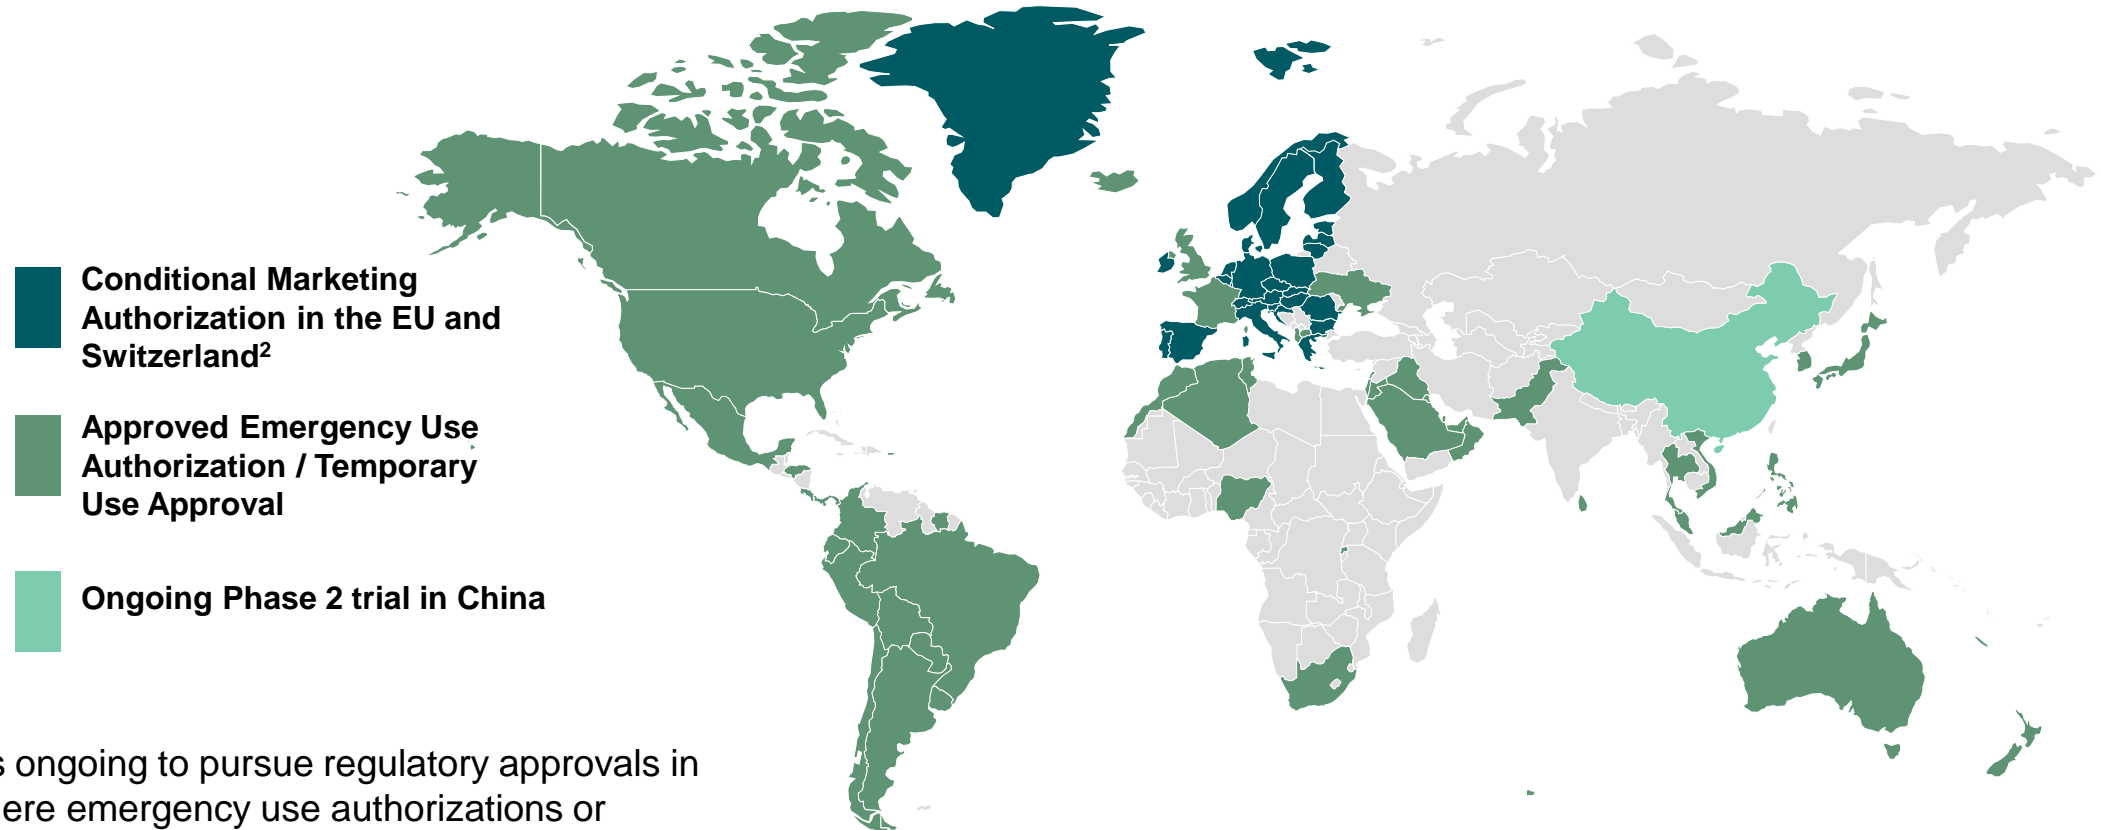 Conditional Marketing
Authorization in the EU and
Switzerland²
Approved Emergency Use
Authorization / Temporary
Use Approval
Ongoing Phase 2 trial in China
ongoing to pursue regulatory approvals in
emergency use authorizations or